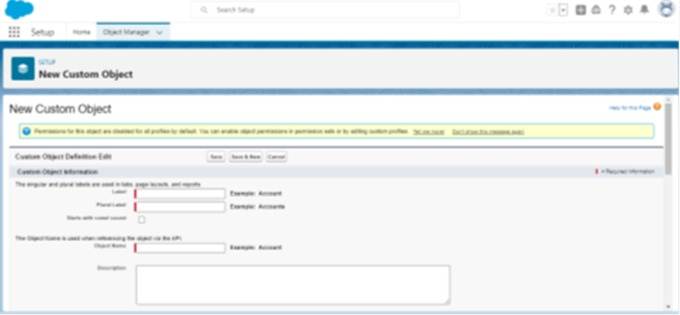 Search Setup
Setup Home Object Manager
SETUP
New Custom Object
New Custom Object
Help for this Page
Permissions for this object are disabled for all profiles by default. You can enable object permissions in permission sets or by editing custom profiles. Tell me more! Don't show this message again
Custom Object Definition Edit Save Save & New Cancel
Custom Object Information = Required Information
The singular and plural labels are used in tabs, page layouts, and reports.
Label Example: Account
Plural Label Example: Accounts
Starts with vowel sound
The Object Name is used when referencing the object via the API.
Object Name Example: Account
Description